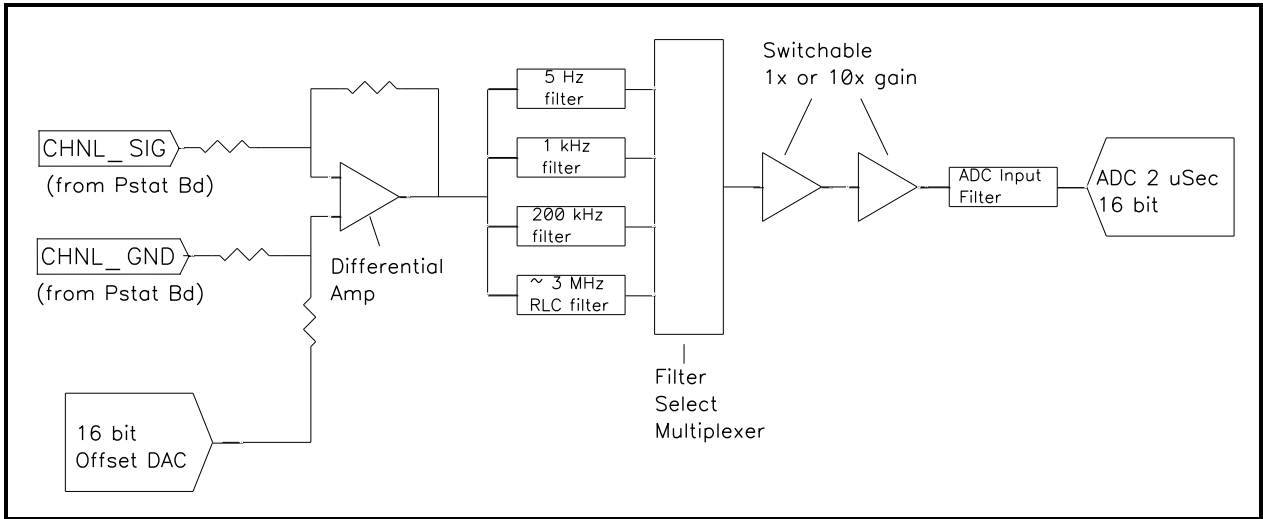 CHNL_ SIG
(from Pstat Bd)
CHNL_ GND
(from Pstat Bd)
16 bit
Offset DAC
Differential
Amp
5 Hz
filter
1 kHz
filter
200 kHz
filter
~ 3 MHz
RLC filter
Filter
Select
Multiplexer
Switchable
1x or 10x gain
ADC Input
Filter
ADC 2 uSec
16 bit